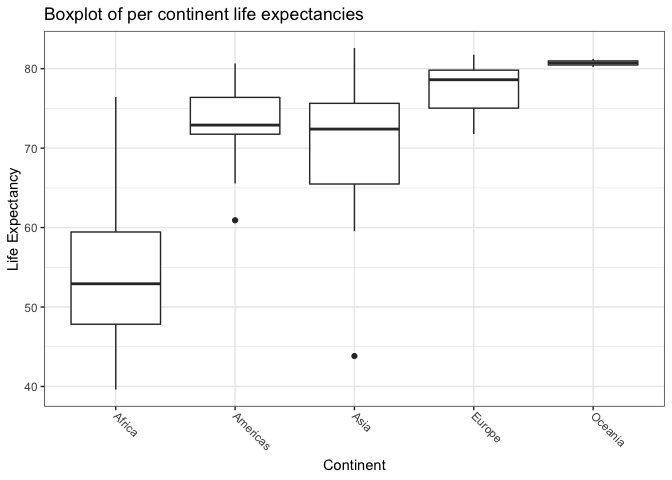 Boxplot of per continent life expectancies
80
70
60
50
40
Life Expectancy
Africa
Americas
Asia
Europe
Oceania
Continent